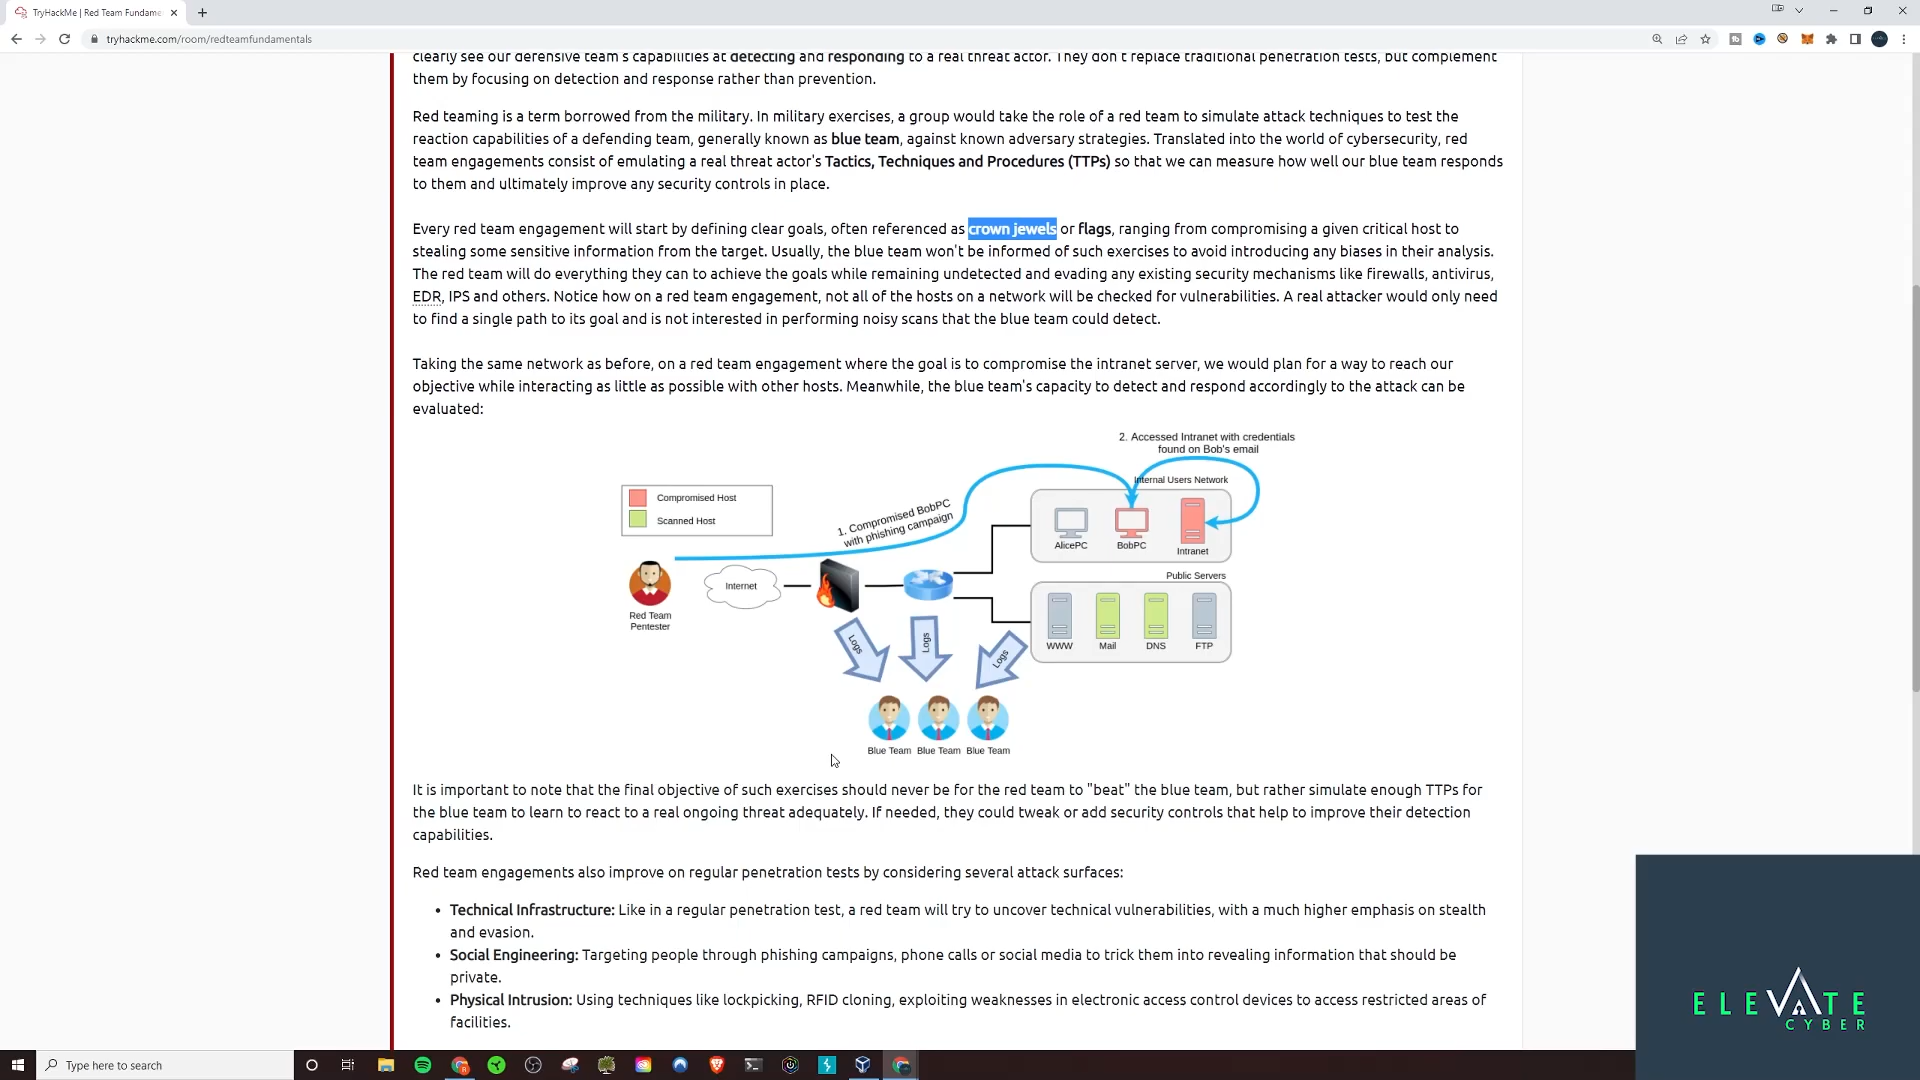 TryHackMe | Red Team Fundame
tryhackme.com/room/redteamfundamentals
clearly see our defensive team's capabilities at detecting and responding to a real threat actor. They don't replace traditional penetration tests, but complement
them by focusing on detection and response rather than prevention.
Red teaming is a term borrowed from the military. In military exercises, a group would take the role of a red team to simulate attack techniques to test the
reaction capabilities of a defending team, generally known as blue team, against known adversary strategies. Translated into the world of cybersecurity, red
team engagements consist of emulating a real threat actor's Tactics, Techniques and Procedures (TTPs) so that we can measure how well our blue team responds
to them and ultimately improve any security controls in place.
Every red team engagement will start by defining clear goals, often referenced as crown jewels or flags, ranging from compromising a given critical host to
stealing some sensitive information from the target. Usually, the blue team won't be informed of such exercises to avoid introducing any biases in their analysis.
The red team will do everything they can to achieve the goals while remaining undetected and evading any existing security mechanisms like firewalls, antivirus,
EDR, IPS and others. Notice how on a red team engagement, not all of the hosts on a network will be checked for vulnerabilities. A real attacker would only need
to find a single path to its goal and is not interested in performing noisy scans that the blue team could detect.
Taking the same network as before, on a red team engagement where the goal is to compromise the intranet server, we would plan for a way to reach our
objective while interacting as little as possible with other hosts. Meanwhile, the blue team's capacity to detect and respond accordingly to the attack can be
evaluated:
2. Accessed Intranet with credentials
found on Bob's email
Internal Users Network
Compromised Host
Scanned Host
1. Compromised BobPC
with phishing campaign
AlicePC
BobPC
Intranet
Public Servers
Internet
Red Team
Pentester
WWW
Mail
DNS
FTP
Logs
Logs
Logs
Blue Team
Blue Team
Blue Team
It is important to note that the final objective of such exercises should never be for the red team to "beat" the blue team, but rather simulate enough TTPs for
the blue team to learn to react to a real ongoing threat adequately. If needed, they could tweak or add security controls that help to improve their detection
capabilities.
Red team engagements also improve on regular penetration tests by considering several attack surfaces:
• Technical Infrastructure: Like in a regular penetration test, a red team will try to uncover technical vulnerabilities, with a much higher emphasis on stealth
and evasion.
• Social Engineering: Targeting people through phishing campaigns, phone calls or social media to trick them into revealing information that should be
private.
• Physical Intrusion: Using techniques like lockpicking, RFID cloning, exploiting weaknesses in electronic access control devices to access restricted areas of
facilities.
ELEVATE
CYBER
Type here to search